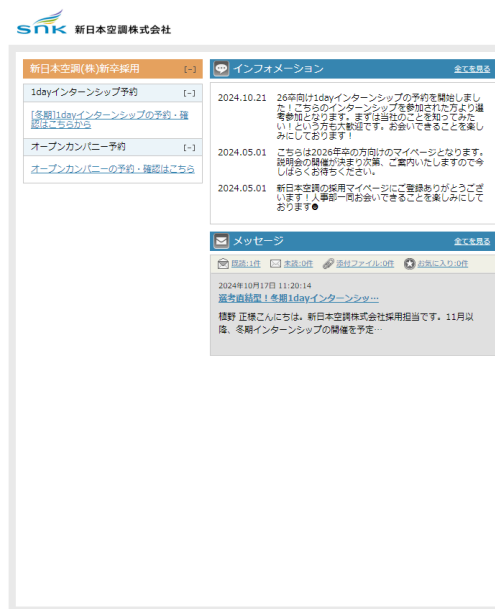 snk 新日本空調株式会社
新日本空調(株)新卒採用 [-]
1dayインターンシップ予約 [-]
[冬期]1dayインターンシップの予約・確
認はこちらから
オープンカンパニー予約 [-]
オープンカンパニーの予約・確認はこちら
インフォメーション 全てを見る
2024.10.21 26卒向け1dayインターンシップの予約を開始しまし
た！こちらのインターンシップを参加された方より選
考参加となります。まずは当社のことを知ってみた
い！という方も大歓迎です。お会いできることを楽し
みにしております！
2024.05.01 こちらは2026年卒の方向けのマイページとなります。
説明会の開催が決まり次第、ご案内いたしますので今
しばらくお待ちください。
2024.05.01 新日本空調の採用マイページにご登録ありがとうござ
います！人事部一同お会いできることを楽しみにして
おります☻
メッセージ 全てを見る
既読:1件 未読:0件 添付ファイル:0件 お気に入り:0件
2024年10月17日 11:20:14
選考直結型！冬期1dayインターンシッ…
積野 正様こんにちは。新日本空調株式会社採用担当です。11月以
降、冬期インターンシップの開催を予定…